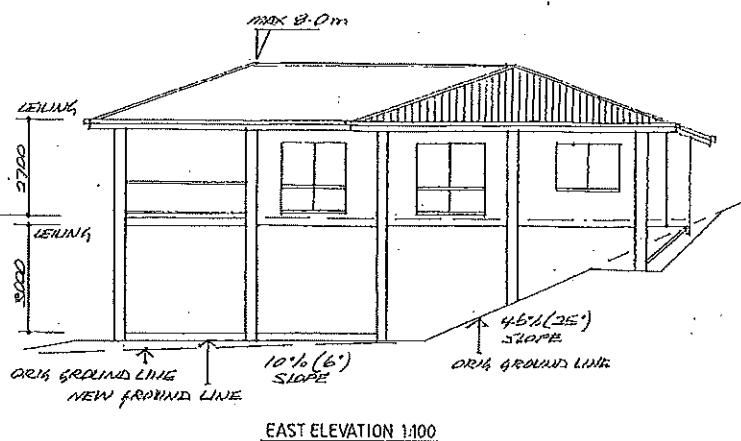 MAX 8.0m
CEILING
2700
CEILING
3000
45% (25°)
SLOPE
10% (6°)
SLOPE
ORIG GROUND LINE
ORIG GROUND LINE
NEW GROUND LINE
EAST ELEVATION 1:100